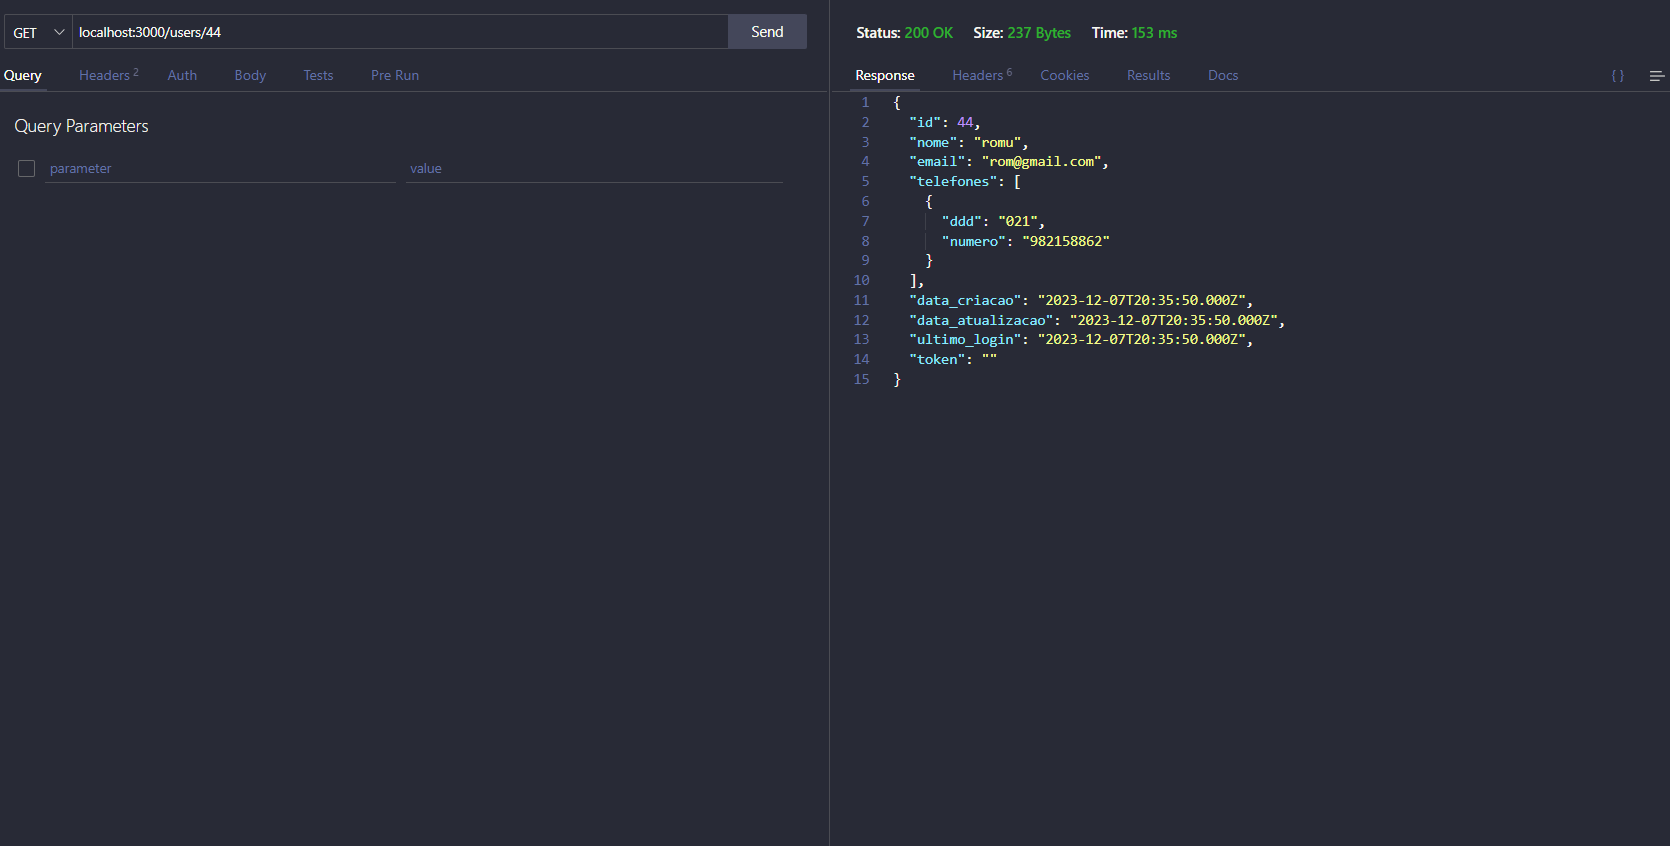 GET localhost:3000/users/44 Send
Query Headers 2 Auth Body Tests Pre Run
Query Parameters
parameter value
Status: 200 OK Size: 237 Bytes Time: 153 ms
Response Headers 6 Cookies Results Docs { }
1 {
2 "id": 44,
3 "nome": "romu",
4 "email": "rom@gmail.com",
5 "telefones": [
6 {
7 "ddd": "021",
8 "numero": "982158862"
9 }
10 ],
11 "data_criacao": "2023-12-07T20:35:50.000Z",
12 "data_atualizacao": "2023-12-07T20:35:50.000Z",
13 "ultimo_login": "2023-12-07T20:35:50.000Z",
14 "token": ""
15 }